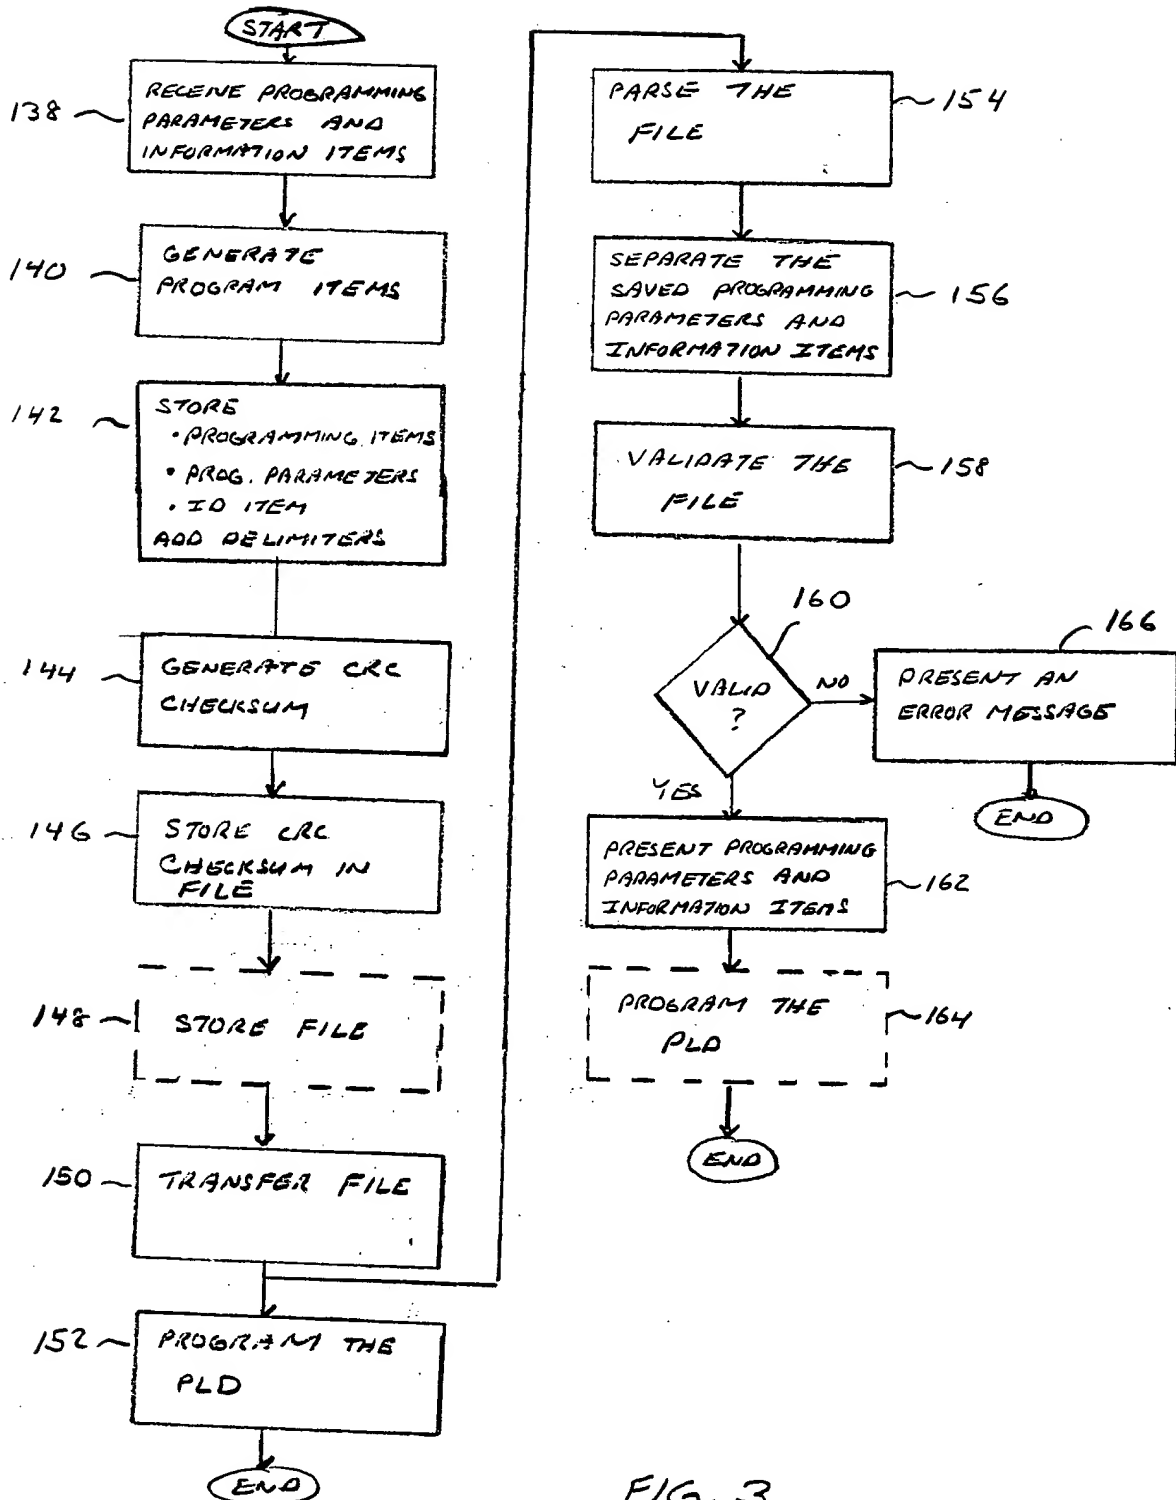 START
138
RECEIVE PROGRAMMING
PARAMETERS AND
INFORMATION ITEMS
140
GENERATE
PROGRAM ITEMS
142
STORE
• PROGRAMMING ITEMS
• PROG. PARAMETERS
• ID ITEM
ADD DELIMITERS
144
GENERATE CRC
CHECKSUM
146
STORE CRC
CHECKSUM IN
FILE
148
STORE FILE
150
TRANSFER FILE
152
PROGRAM THE
PLD
END
PARSE THE
FILE
154
SEPARATE THE
SAVED PROGRAMMING
PARAMETERS AND
INFORMATION ITEMS
156
VALIDATE THE
FILE
158
160
VALID
?
NO
166
PRESENT AN
ERROR MESSAGE
END
YES
PRESENT PROGRAMMING
PARAMETERS AND
INFORMATION ITEMS
162
PROGRAM THE
PLD
164
END
FIG. 3